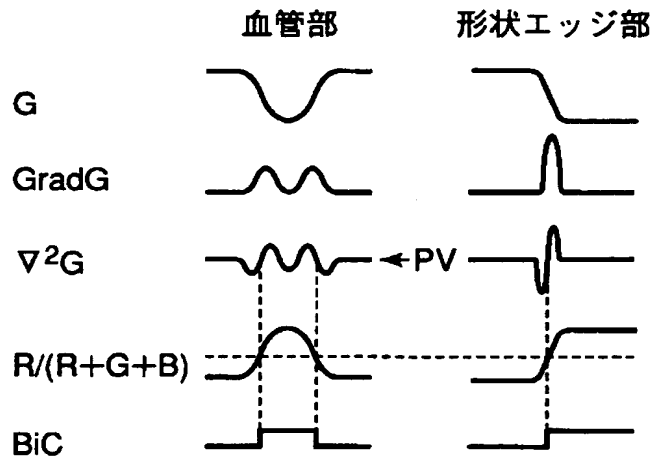 血管部 形状エッジ部
G
GradG
∇²G ←PV
R/(R+G+B)
BiC